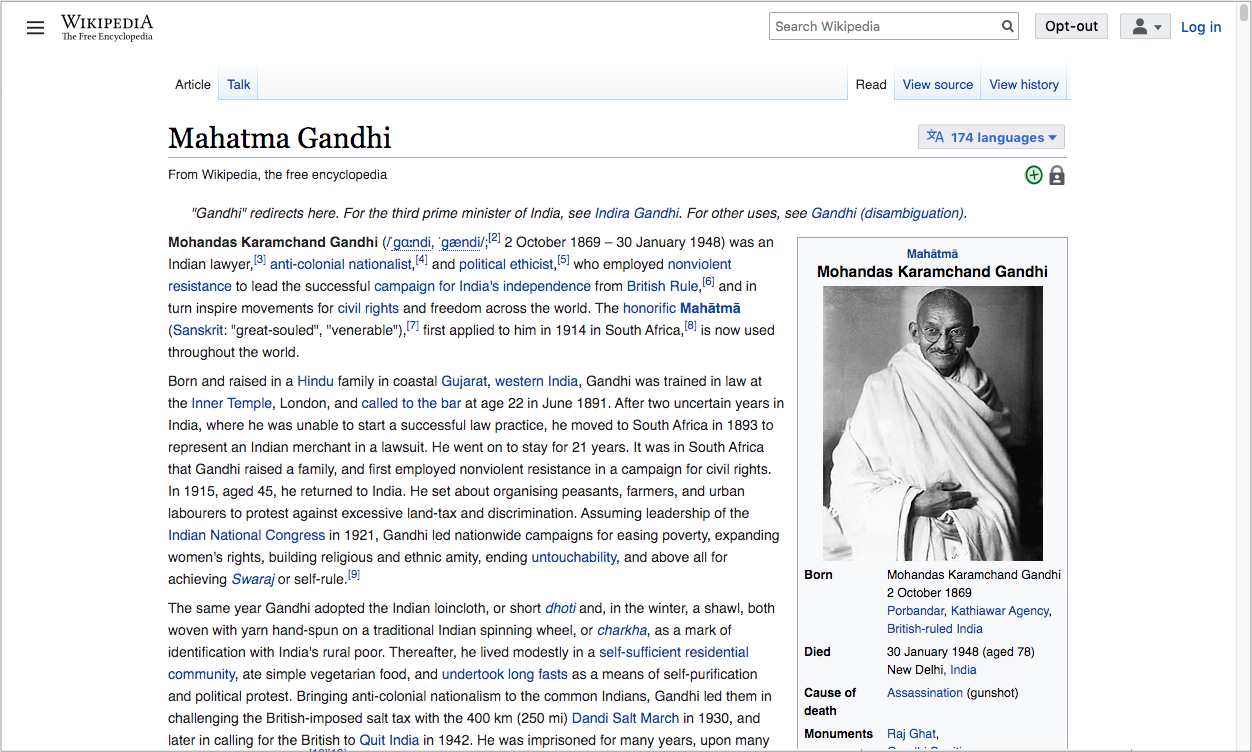 WIKIPEDIA
The Free Encyclopedia
Search Wikipedia
Opt-out
Log in
Article
Talk
Read
View source
View history
Mahatma Gandhi
174 languages
From Wikipedia, the free encyclopedia
"Gandhi" redirects here. For the third prime minister of India, see Indira Gandhi. For other uses, see Gandhi (disambiguation).
Mohandas Karamchand Gandhi (/ˈɡɑːndi, ˈɡændi/;[2] 2 October 1869 – 30 January 1948) was an
Indian lawyer,[3] anti-colonial nationalist,[4] and political ethicist,[5] who employed nonviolent
resistance to lead the successful campaign for India's independence from British Rule,[6] and in
turn inspire movements for civil rights and freedom across the world. The honorific Mahātmā
(Sanskrit: "great-souled", "venerable"),[7] first applied to him in 1914 in South Africa,[8] is now used
throughout the world.
Born and raised in a Hindu family in coastal Gujarat, western India, Gandhi was trained in law at
the Inner Temple, London, and called to the bar at age 22 in June 1891. After two uncertain years in
India, where he was unable to start a successful law practice, he moved to South Africa in 1893 to
represent an Indian merchant in a lawsuit. He went on to stay for 21 years. It was in South Africa
that Gandhi raised a family, and first employed nonviolent resistance in a campaign for civil rights.
In 1915, aged 45, he returned to India. He set about organising peasants, farmers, and urban
labourers to protest against excessive land-tax and discrimination. Assuming leadership of the
Indian National Congress in 1921, Gandhi led nationwide campaigns for easing poverty, expanding
women's rights, building religious and ethnic amity, ending untouchability, and above all for
achieving Swaraj or self-rule.[9]
The same year Gandhi adopted the Indian loincloth, or short dhoti and, in the winter, a shawl, both
woven with yarn hand-spun on a traditional Indian spinning wheel, or charkha, as a mark of
identification with India's rural poor. Thereafter, he lived modestly in a self-sufficient residential
community, ate simple vegetarian food, and undertook long fasts as a means of self-purification
and political protest. Bringing anti-colonial nationalism to the common Indians, Gandhi led them in
challenging the British-imposed salt tax with the 400 km (250 mi) Dandi Salt March in 1930, and
later in calling for the British to Quit India in 1942. He was imprisoned for many years, upon many
Mahātmā
Mohandas Karamchand Gandhi
Born
Mohandas Karamchand Gandhi
2 October 1869
Porbandar, Kathiawar Agency,
British-ruled India
Died
30 January 1948 (aged 78)
New Delhi, India
Cause of
death
Assassination (gunshot)
Monuments
Raj Ghat,